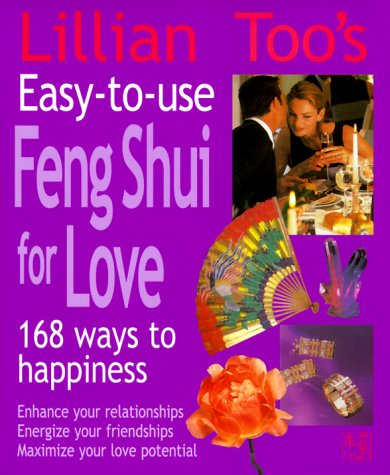 Lillian Too's
Easy-to-use
Feng Shui
for Love
168 ways to
happiness
Enhance your relationships
Energize your friendships
Maximize your love potential